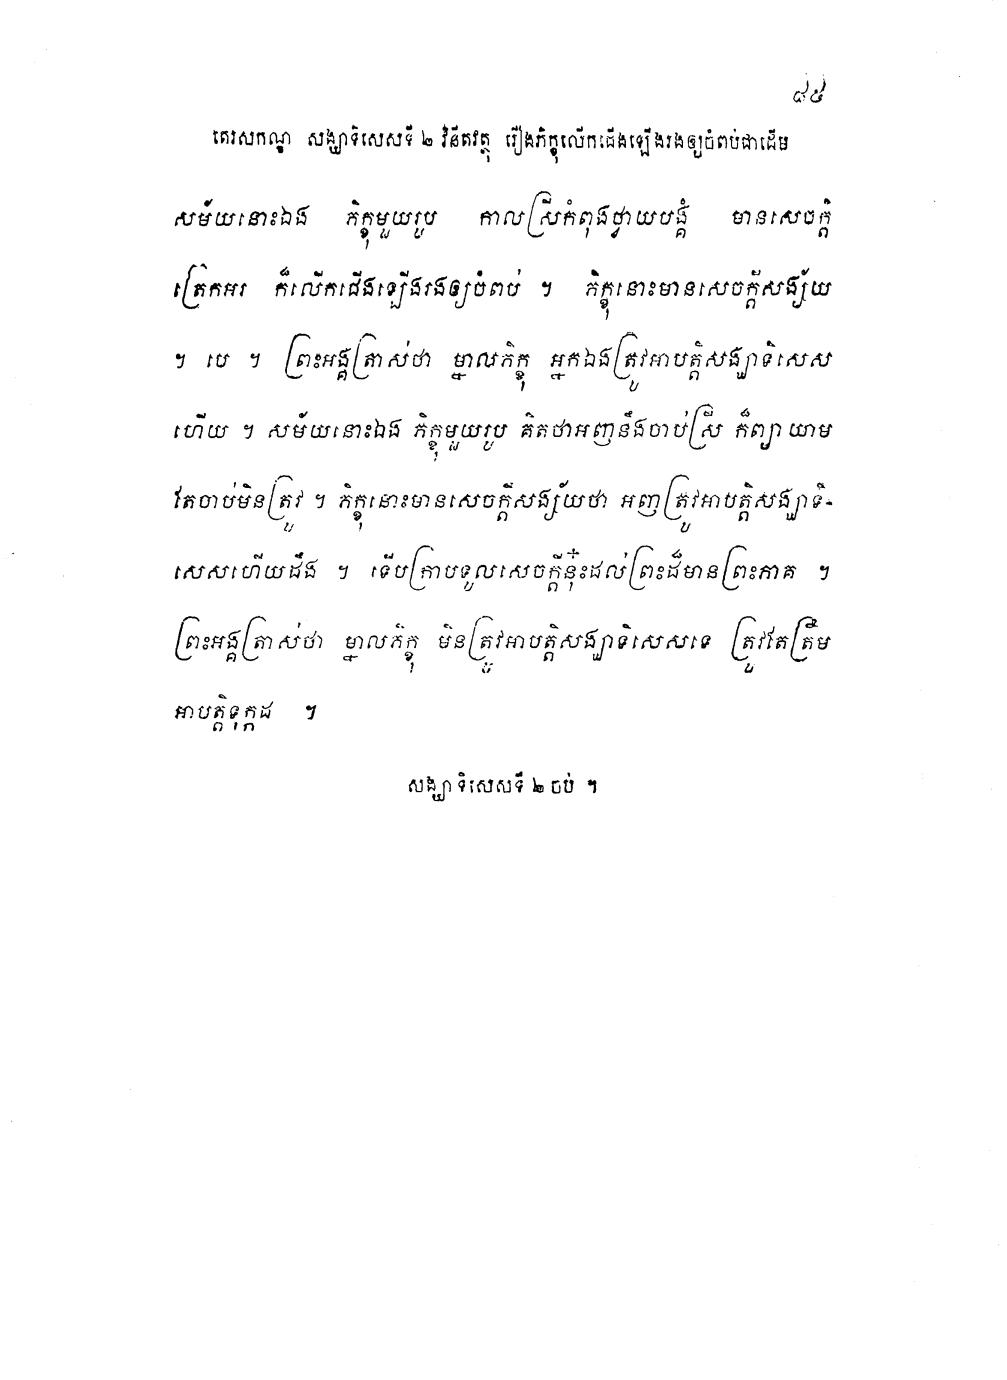 ៨៥
តេរសកណ្ឌ សង្ឃាទិសេសទី ២ វិនីតវត្ថុ រឿងភិក្ខុលើកជើងឡើងរងឲ្យចំពប់ជាដើម
សម័យនោះឯង ភិក្ខុមួយរូប កាលស្រីកំពុងថ្វាយបង្គំ មានសេចក្តី
ត្រេកអរ ក៏លើកជើងឡើងរងឲ្យចំពប់ ។ ភិក្ខុនោះមានសេចក្តីសង្ស័យ
។ បេ ។ ព្រះអង្គត្រាស់ថា ម្នាលភិក្ខុ អ្នកឯងត្រូវអាបត្តិសង្ឃាទិសេស
ហើយ ។ សម័យនោះឯង ភិក្ខុមួយរូប គិតថាអញនឹងចាប់ស្រី ក៏ព្យាយាម
តែចាប់មិនត្រូវ ។ ភិក្ខុនោះមានសេចក្តីសង្ស័យថា អញត្រូវអាបត្តិសង្ឃាទិ-
សេសហើយដឹង ។ ទើបក្រាបទូលសេចក្តីនុ៎ះដល់ព្រះដ៏មានព្រះភាគ ។
ព្រះអង្គត្រាស់ថា ម្នាលភិក្ខុ មិនត្រូវអាបត្តិសង្ឃាទិសេសទេ ត្រូវតែត្រឹម
អាបត្តិទុក្កដ ។
សង្ឃាទិសេសទី ២ ចប់ ។